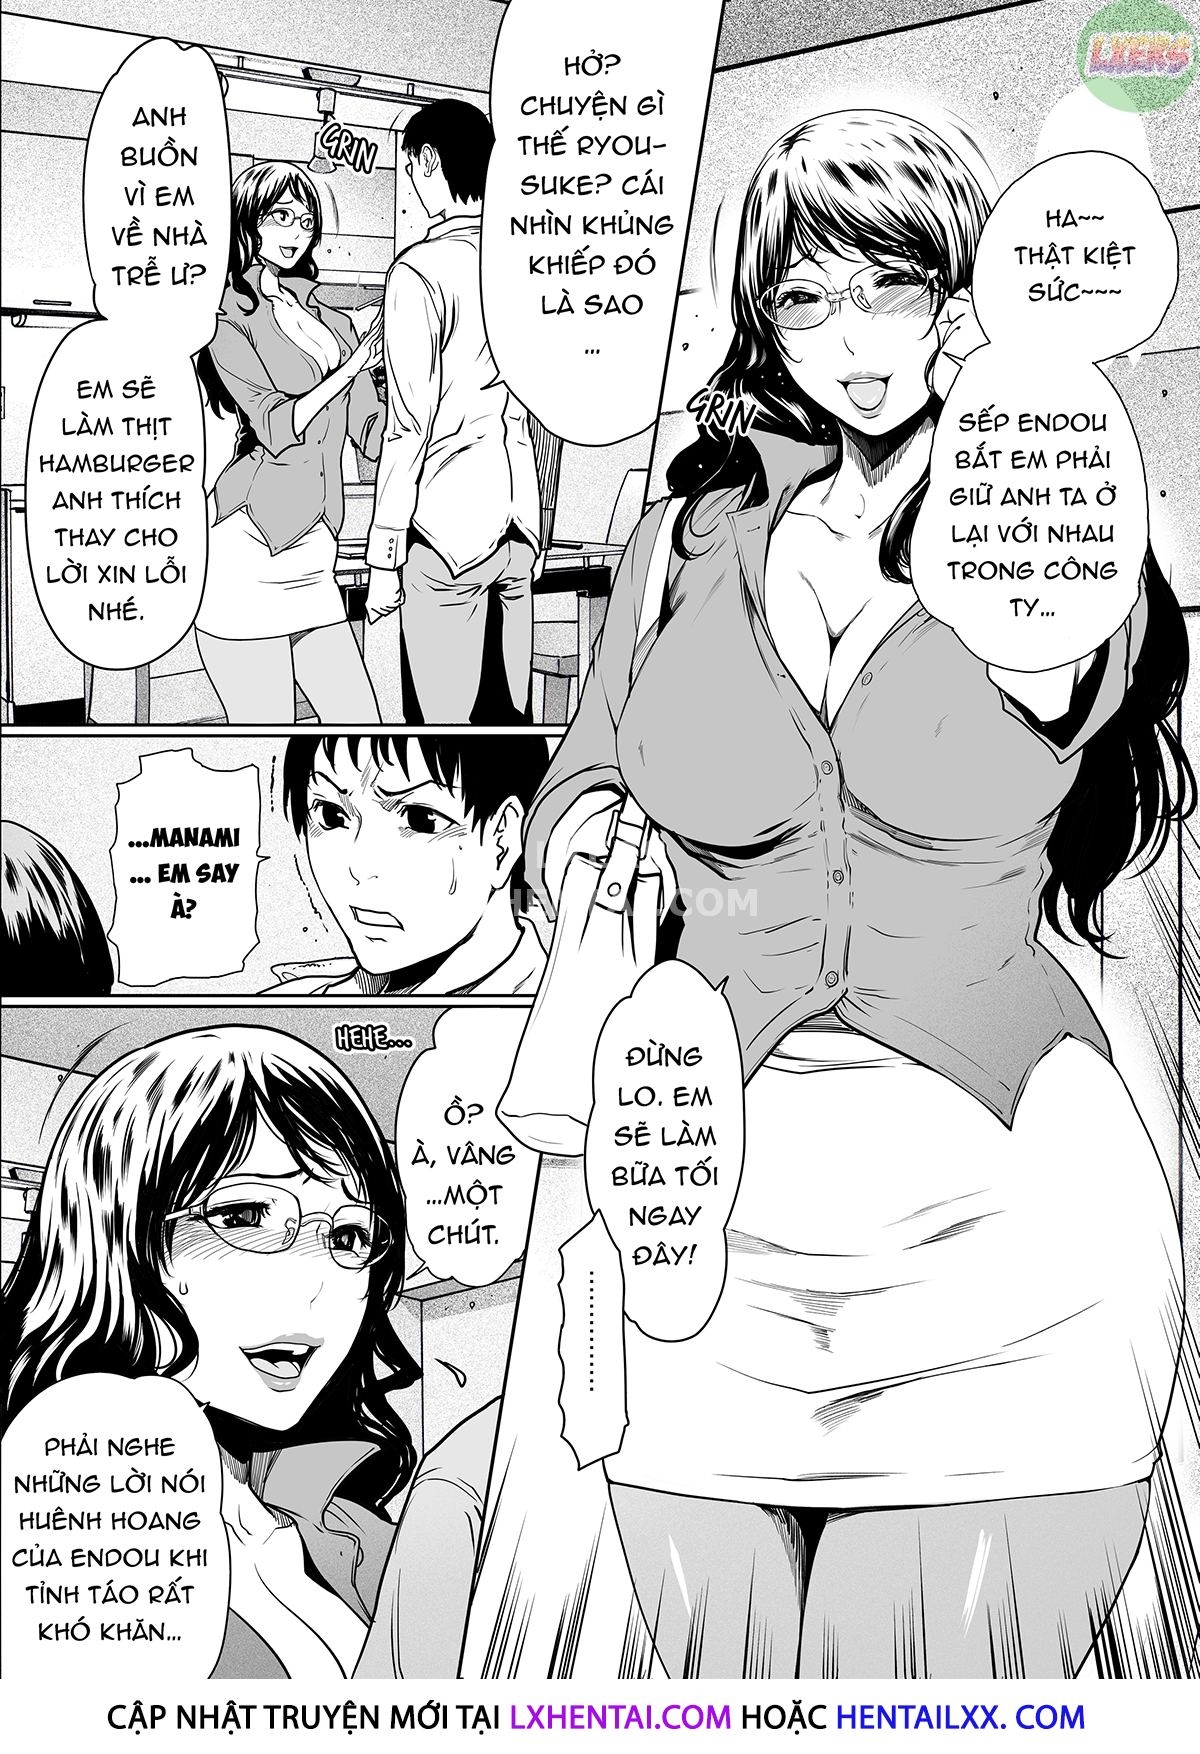 LXERS
HA~~
THẬT KIỆT
SỨC~~~
SẾP ENDOU
BẮT EM PHẢI
GIỮ ANH TA Ở
LẠI VỚI NHAU
TRONG CÔNG
TY...
GRIN
ĐỪNG
LO. EM
SẼ LÀM
BỮA TỐI
NGAY
ĐÂY!
..........
HỞ?
CHUYỆN GÌ
THẾ RYOU-
SUKE? CÁI
NHÌN KHỦNG
KHIẾP ĐÓ
LÀ SAO
...
GRIN
ANH
BUỒN
VÌ EM
VỀ NHÀ
TRỄ Ư?
EM SẼ
LÀM THỊT
HAMBURGER
ANH THÍCH
THAY CHO
LỜI XIN LỖI
NHÉ.
...MANAMI
... EM SAY
À?
HEHE...
Ồ?
À, VÂNG
...MỘT
CHÚT.
PHẢI NGHE
NHỮNG LỜI NÓI
HUÊNH HOANG
CỦA ENDOU KHI
TỈNH TÁO RẤT
KHÓ KHĂN...
CẬP NHẬT TRUYỆN MỚI TẠI LXHENTAI.COM HOẶC HENTAILXX. COM